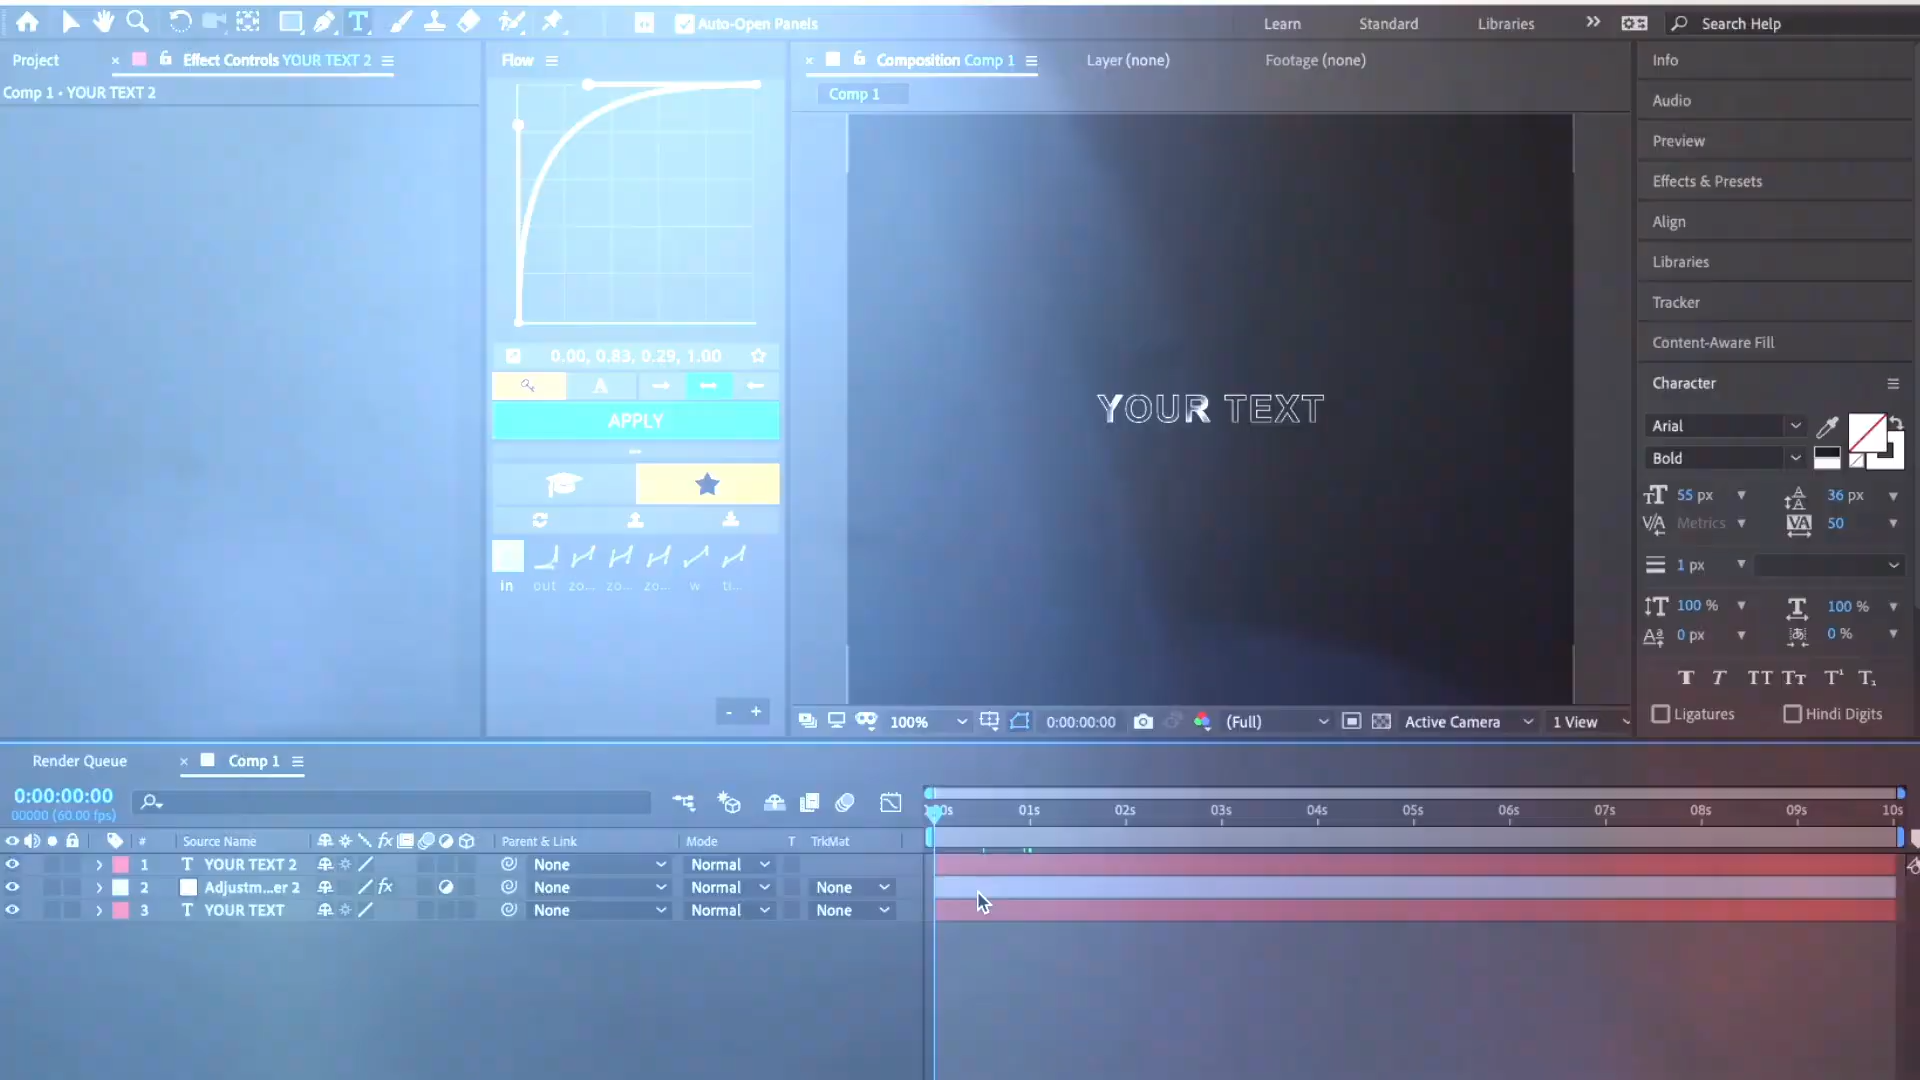 Auto-Open Panels
Learn
Standard
Libraries
Search Help
Project
Effect Controls YOUR TEXT 2
Flow
Composition Comp 1
Layer (none)
Footage (none)
Comp 1 • YOUR TEXT 2
Comp 1
Info
Audio
Preview
Effects & Presets
Align
Libraries
Tracker
Content-Aware Fill
Character
0.00, 0.83, 0.29, 1.00
A
APPLY
in
out
zo...
zo...
zo...
w
ti...
- +
YOUR TEXT
Arial
Bold
55 px
36 px
Metrics
50
1 px
100 %
100 %
0 px
0 %
Ligatures
Hindi Digits
100%
0:00:00:00
(Full)
Active Camera
1 View
Render Queue
Comp 1
0:00:00:00
00000 (60.00 fps)
01s
02s
03s
04s
05s
06s
07s
08s
09s
10s
# Source Name
Parent & Link
Mode
T TrkMat
1 YOUR TEXT 2 None Normal
2 Adjustm...er 2 None Normal None
3 YOUR TEXT None Normal None